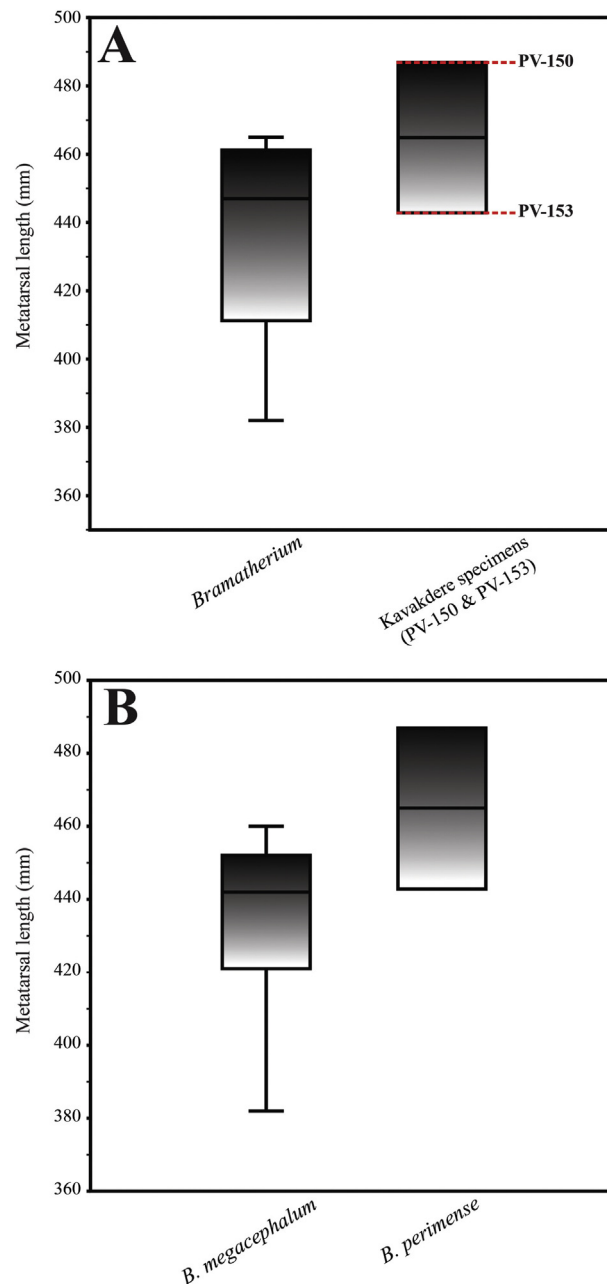 A
500
480
460
440
420
400
380
360
Metatarsal length (mm)
PV-150
PV-153
Bramatherium
Kavakdere specimens
(PV-150 & PV-153)
B
500
480
460
440
420
400
380
360
Metatarsal length (mm)
B. megacephalum
B. perimense